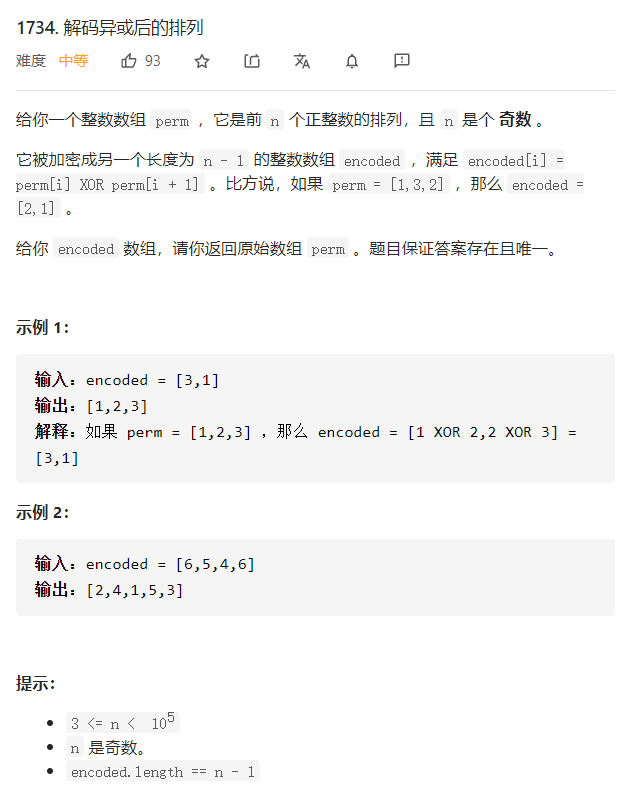 1734. 解码异或后的排列
难度 中等 93
给你一个整数数组 perm ，它是前 n 个正整数的排列，且 n 是个 奇数 。
它被加密成另一个长度为 n - 1 的整数数组 encoded ，满足 encoded[i] =
perm[i] XOR perm[i + 1] 。比方说，如果 perm = [1,3,2] ，那么 encoded =
[2,1] 。
给你 encoded 数组，请你返回原始数组 perm 。题目保证答案存在且唯一。
示例 1：
输入：encoded = [3,1]
输出：[1,2,3]
解释：如果 perm = [1,2,3] ，那么 encoded = [1 XOR 2,2 XOR 3] =
[3,1]
示例 2：
输入：encoded = [6,5,4,6]
输出：[2,4,1,5,3]
提示：
• 3 <= n < 10⁵
• n 是奇数。
• encoded.length == n - 1